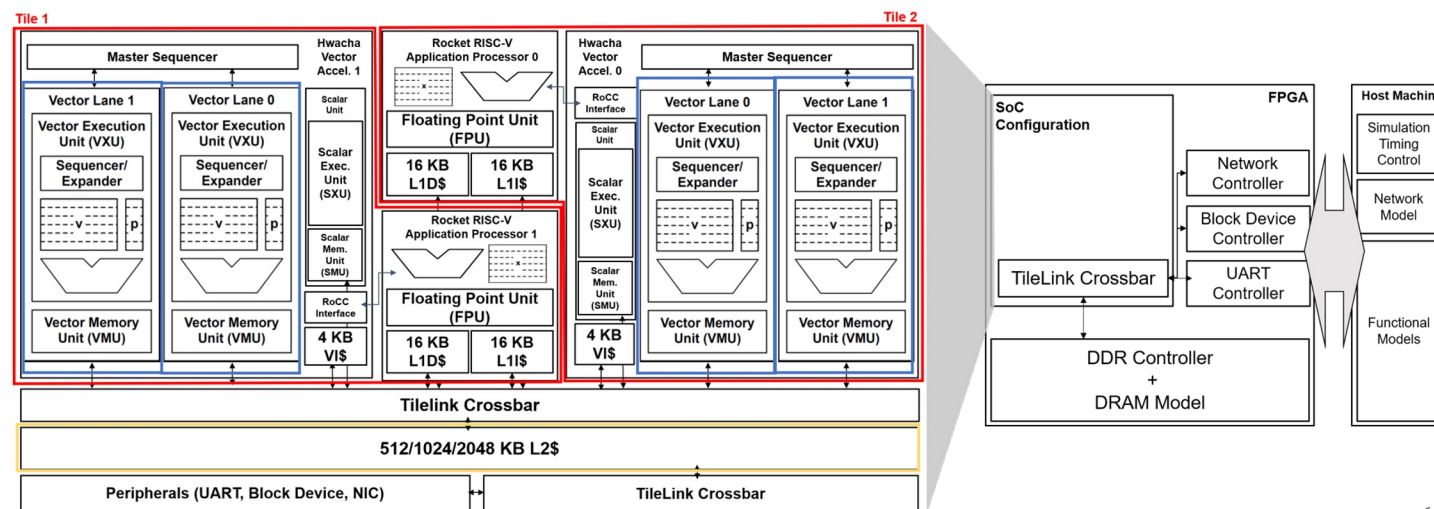 Tile 1
Tile 2
Master Sequencer
Hwacha
Vector
Accel. 1
Vector Lane 1
Vector Execution
Unit (VXU)
Sequencer/
Expander
v
p
Vector Memory
Unit (VMU)
Vector Lane 0
Vector Execution
Unit (VXU)
Sequencer/
Expander
v
p
Vector Memory
Unit (VMU)
Scalar
Unit
Scalar
Exec.
Unit
(SXU)
Scalar
Mem.
Unit
(SMU)
RoCC
Interface
4 KB
VI$
Rocket RISC-V
Application Processor 0
x
Floating Point Unit
(FPU)
16 KB
L1D$
16 KB
L1I$
Rocket RISC-V
Application Processor 1
x
Floating Point Unit
(FPU)
16 KB
L1D$
16 KB
L1I$
Hwacha
Vector
Accel. 0
RoCC
Interface
Scalar
Unit
Scalar
Exec.
Unit
(SXU)
Scalar
Mem.
Unit
(SMU)
4 KB
VI$
Master Sequencer
Vector Lane 0
Vector Execution
Unit (VXU)
Sequencer/
Expander
v
p
Vector Memory
Unit (VMU)
Vector Lane 1
Vector Execution
Unit (VXU)
Sequencer/
Expander
v
p
Vector Memory
Unit (VMU)
Tilelink Crossbar
512/1024/2048 KB L2$
Peripherals (UART, Block Device, NIC)
TileLink Crossbar
FPGA
SoC
Configuration
TileLink Crossbar
Network
Controller
Block Device
Controller
UART
Controller
DDR Controller
+
DRAM Model
Host Machin
Simulation
Timing
Control
Network
Model
Functional
Models